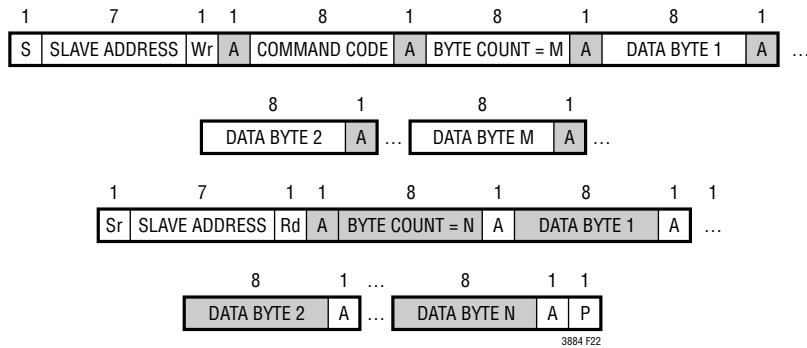 1 7 1 1 8 1 8 1 8 1
S SLAVE ADDRESS Wr A COMMAND CODE A BYTE COUNT = M A DATA BYTE 1 A …
8 1 8 1
DATA BYTE 2 A … DATA BYTE M A …
1 7 1 1 8 1 8 1 1
Sr SLAVE ADDRESS Rd A BYTE COUNT = N A DATA BYTE 1 A …
8 1 … 8 1 1
DATA BYTE 2 A … DATA BYTE N A P
3884 F22